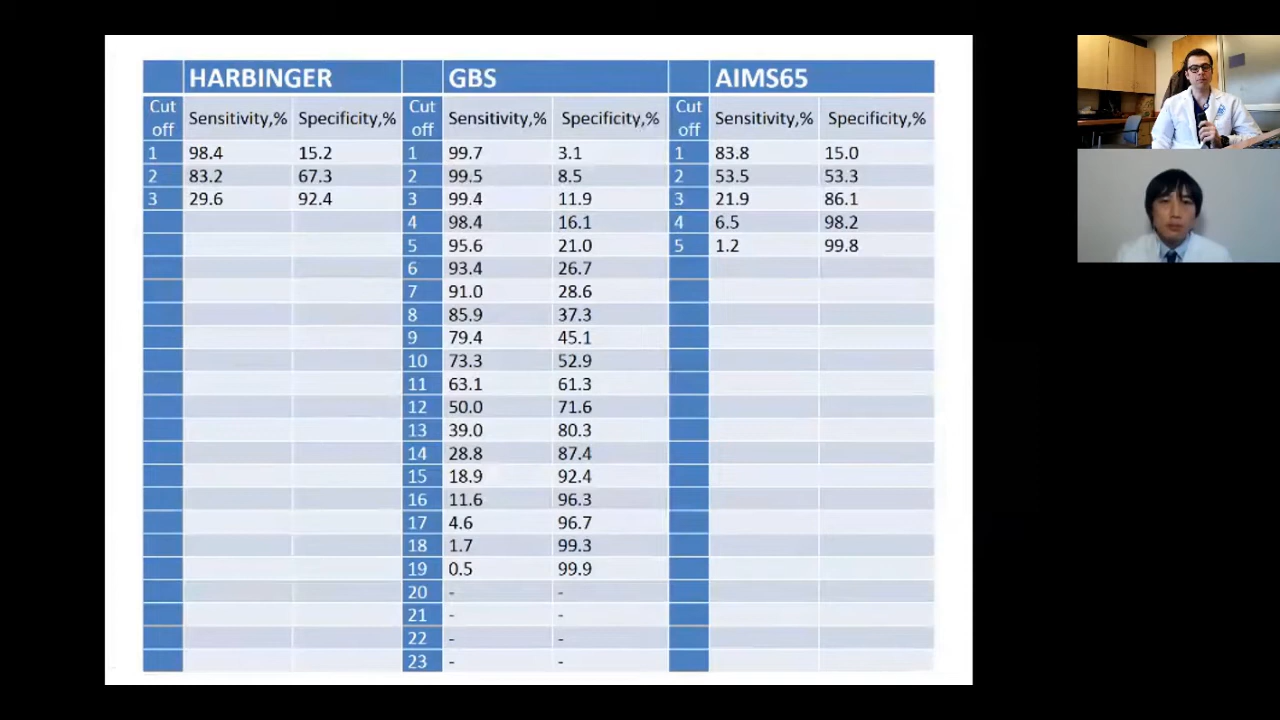 HARBINGER GBS AIMS65
Cut off Sensitivity,% Specificity,% Cut off Sensitivity,% Specificity,% Cut off Sensitivity,% Specificity,%
1 98.4 15.2 1 99.7 3.1 1 83.8 15.0
2 83.2 67.3 2 99.5 8.5 2 53.5 53.3
3 29.6 92.4 3 99.4 11.9 3 21.9 86.1
4 98.4 16.1 4 6.5 98.2
5 95.6 21.0 5 1.2 99.8
6 93.4 26.7
7 91.0 28.6
8 85.9 37.3
9 79.4 45.1
10 73.3 52.9
11 63.1 61.3
12 50.0 71.6
13 39.0 80.3
14 28.8 87.4
15 18.9 92.4
16 11.6 96.3
17 4.6 96.7
18 1.7 99.3
19 0.5 99.9
20 - -
21 - -
22 - -
23 - -